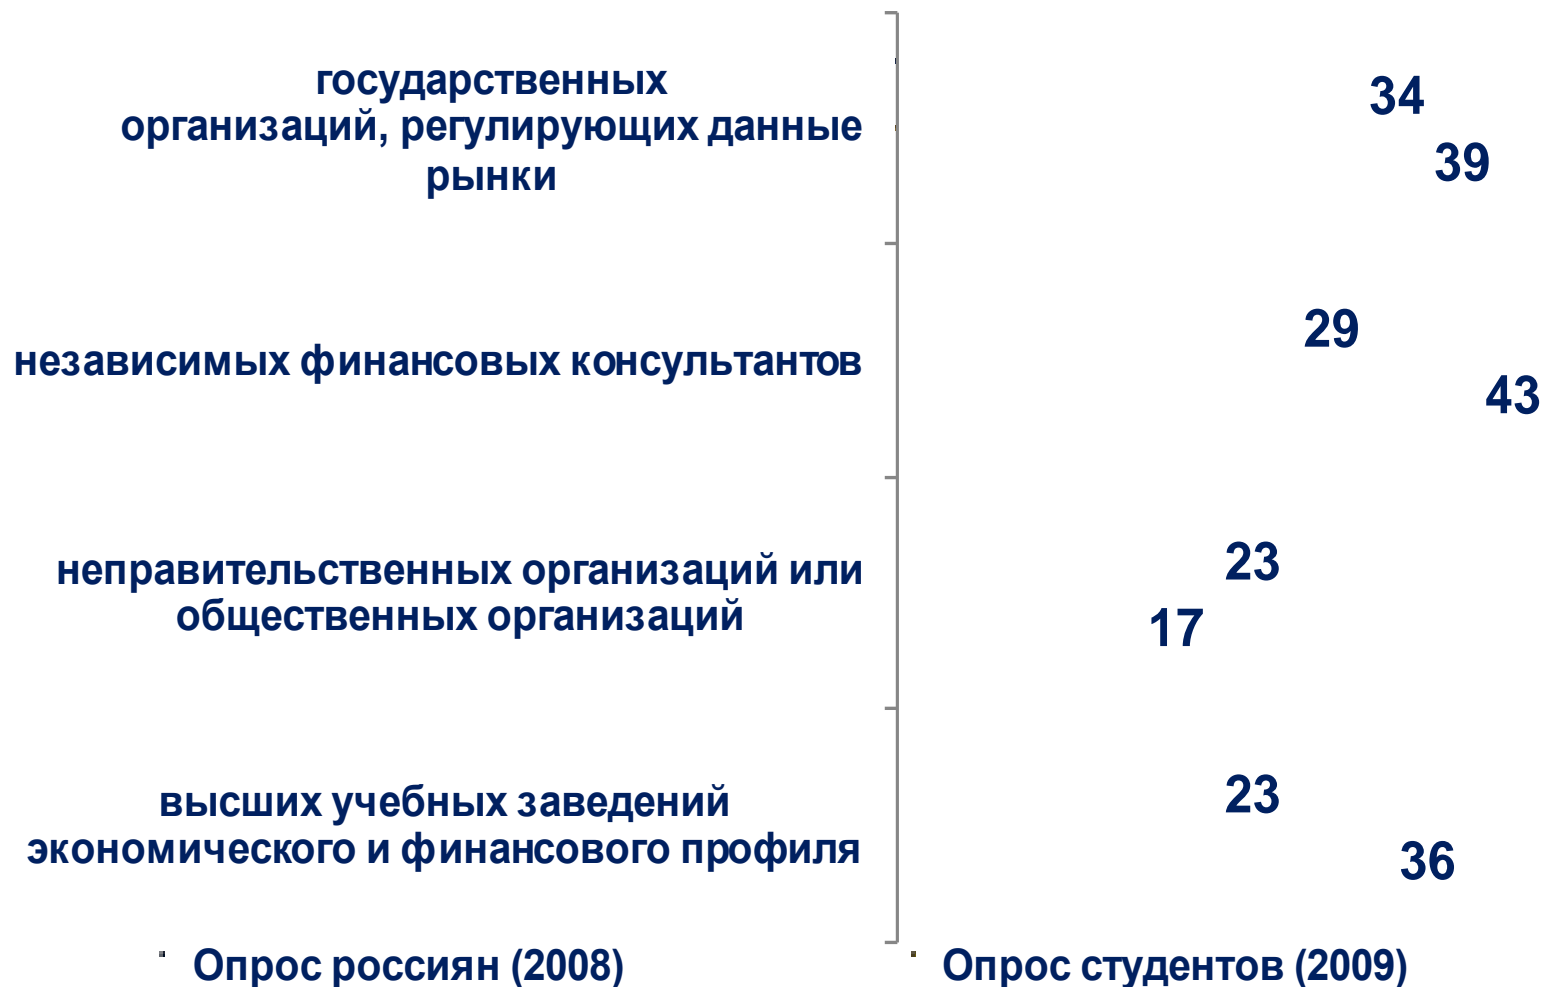 государственных
организаций, регулирующих данные
рынки
34
39
независимых финансовых консультантов
29
43
неправительственных организаций или
общественных организаций
23
17
высших учебных заведений
экономического и финансового профиля
23
36
Опрос россиян (2008)
Опрос студентов (2009)